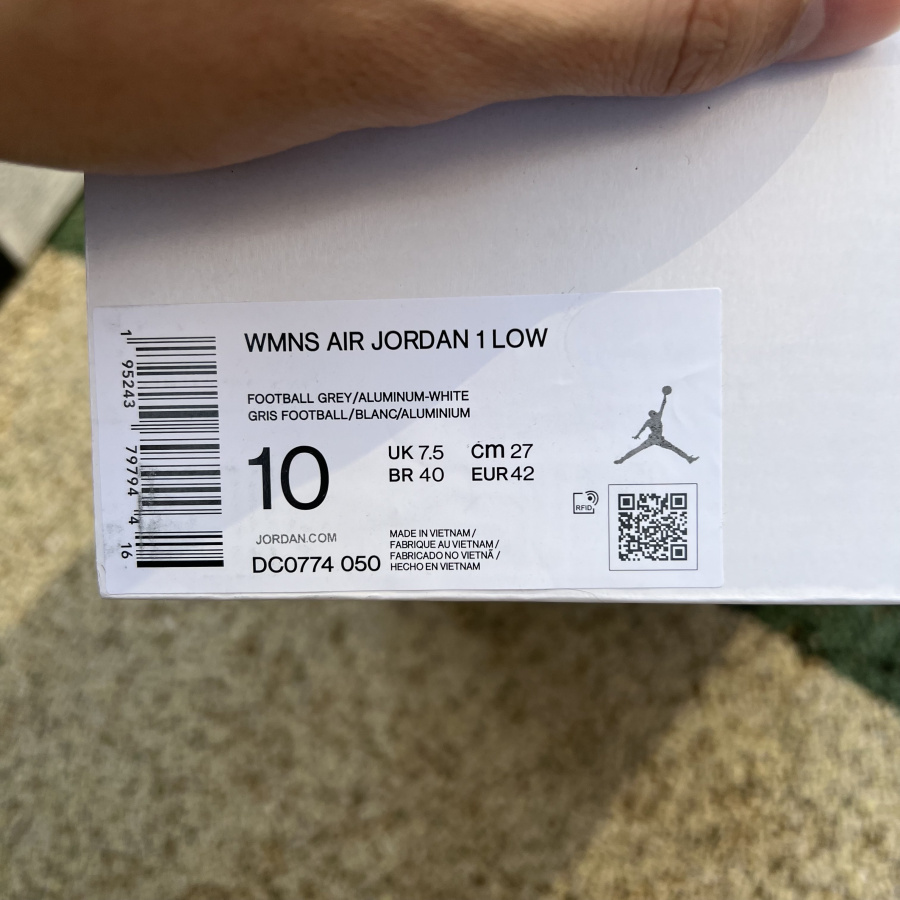 1 95243 79794 4 16
WMNS AIR JORDAN 1 LOW
FOOTBALL GREY/ALUMINUM-WHITE
GRIS FOOTBALL/BLANC/ALUMINIUM
10
UK 7.5 cm 27
BR 40 EUR 42
RFID
JORDAN.COM
DC0774 050
MADE IN VIETNAM /
FABRIQUE AU VIETNAM /
FABRICADO NO VIETNÃ /
HECHO EN VIETNAM